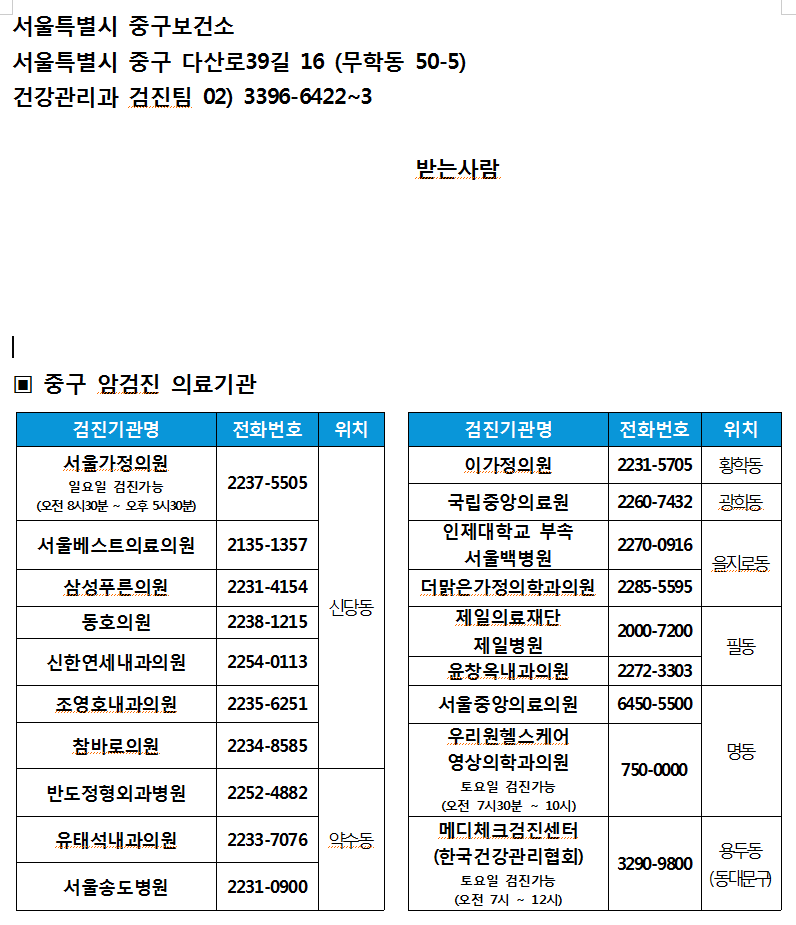 서울특별시 중구보건소
서울특별시 중구 다산로39길 16 (무학동 50-5)
건강관리과 검진팀 02) 3396-6422~3
받는사람
▣ 중구 암검진 의료기관
검진기관명 전화번호 위치
서울가정의원
일요일 검진가능
(오전 8시30분 ~ 오후 5시30분)
2237-5505
서울베스트의료의원 2135-1357
삼성푸른의원 2231-4154
신당동
동호의원 2238-1215
신한연세내과의원 2254-0113
조영호내과의원 2235-6251
참바로의원 2234-8585
반도정형외과병원 2252-4882
유태석내과의원 2233-7076 약수동
서울송도병원 2231-0900
검진기관명 전화번호 위치
이가정의원 2231-5705 황학동
국립중앙의료원 2260-7432 광희동
인제대학교 부속
서울백병원
2270-0916
을지로동
더맑은가정의학과의원 2285-5595
제일의료재단
제일병원
2000-7200
필동
윤창옥내과의원 2272-3303
서울중앙의료의원 6450-5500
명동
우리원헬스케어
영상의학과의원
토요일 검진가능
(오전 7시30분 ~ 10시)
750-0000
메디체크검진센터
(한국건강관리협회)
토요일 검진가능
(오전 7시 ~ 12시)
3290-9800
용두동
(동대문구)